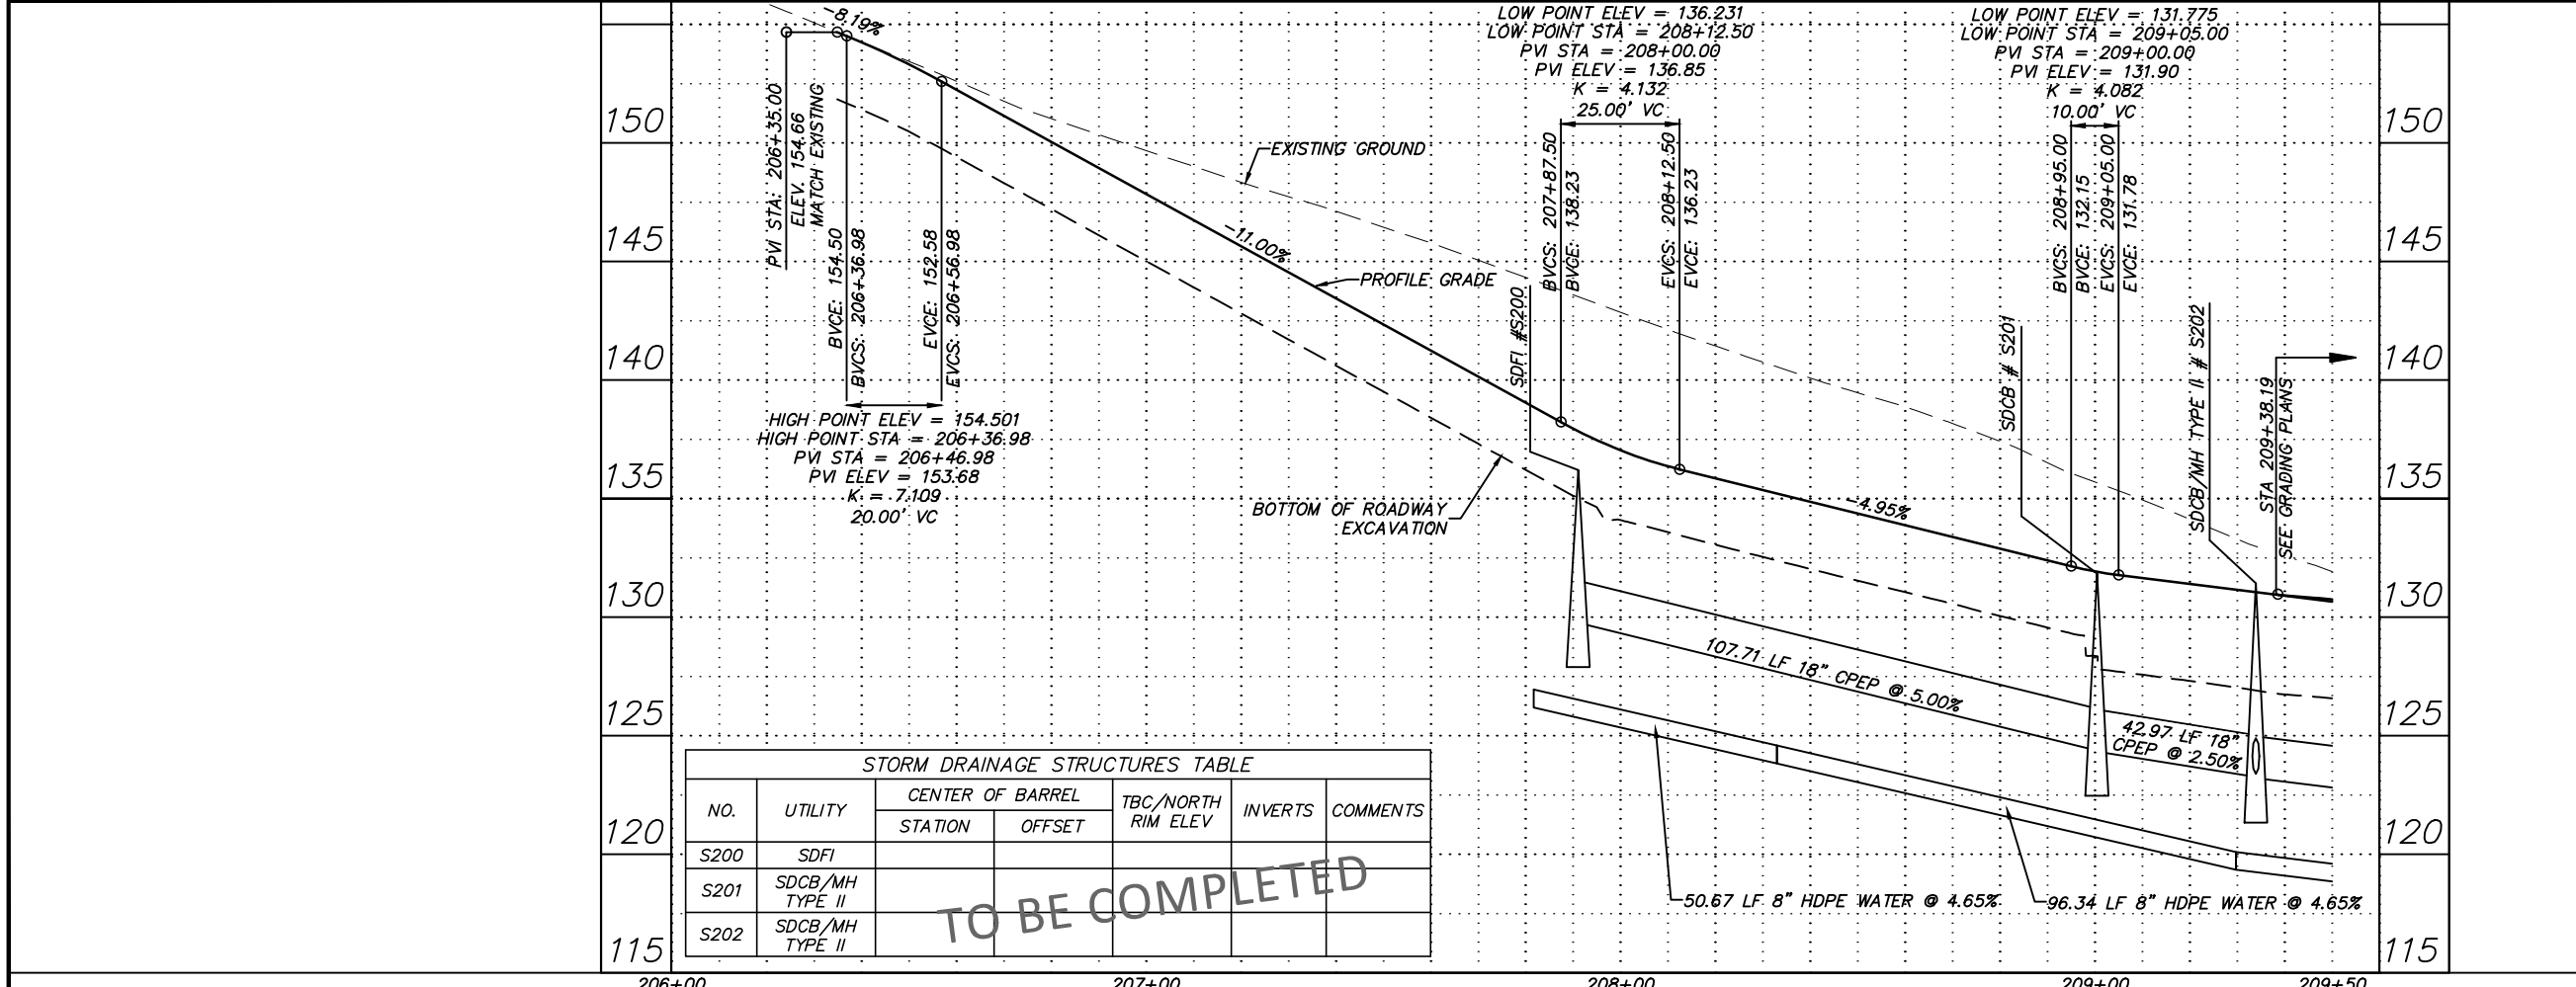 -8.19%
PVI STA: 206+35.00
ELEV. 154.66
MATCH EXISTING
BVCE: 154.50
BVCS: 206+36.98
EVCE: 152.58
EVCS: 206+56.98
HIGH POINT ELEV = 154.501
HIGH POINT STA = 206+36.98
PVI STA = 206+46.98
PVI ELEV = 153.68
K = 7.109
20.00' VC
EXISTING GROUND
-11.00%
PROFILE GRADE
BOTTOM OF ROADWAY
EXCAVATION
LOW POINT ELEV = 136.231
LOW POINT STA = 208+12.50
PVI STA = 208+00.00
PVI ELEV = 136.85
K = 4.132
25.00' VC
SDFI #S200
BVCS: 207+87.50
BVCE: 138.23
EVCS: 208+12.50
EVCE: 136.23
-4.95%
LOW POINT ELEV = 131.775
LOW POINT STA = 209+05.00
PVI STA = 209+00.00
PVI ELEV = 131.90
K = 4.082
10.00' VC
SDCB # S201
BVCS: 208+95.00
BVCE: 132.15
EVCS: 209+05.00
EVCE: 131.78
SDCB/MH TYPE II # S202
STA 209+38.19
SEE GRADING PLANS
107.71 LF 18" CPEP @ 5.00%
42.97 LF 18"
CPEP @ 2.50%
50.67 LF 8" HDPE WATER @ 4.65%
96.34 LF 8" HDPE WATER @ 4.65%
150
145
140
135
130
125
120
115
150
145
140
135
130
125
120
115
STORM DRAINAGE STRUCTURES TABLE
NO. UTILITY CENTER OF BARREL TBC/NORTH RIM ELEV INVERTS COMMENTS
STATION OFFSET
S200 SDFI
S201 SDCB/MH TYPE II
S202 SDCB/MH TYPE II
TO BE COMPLETED
206+00 207+00 208+00 209+00 209+50